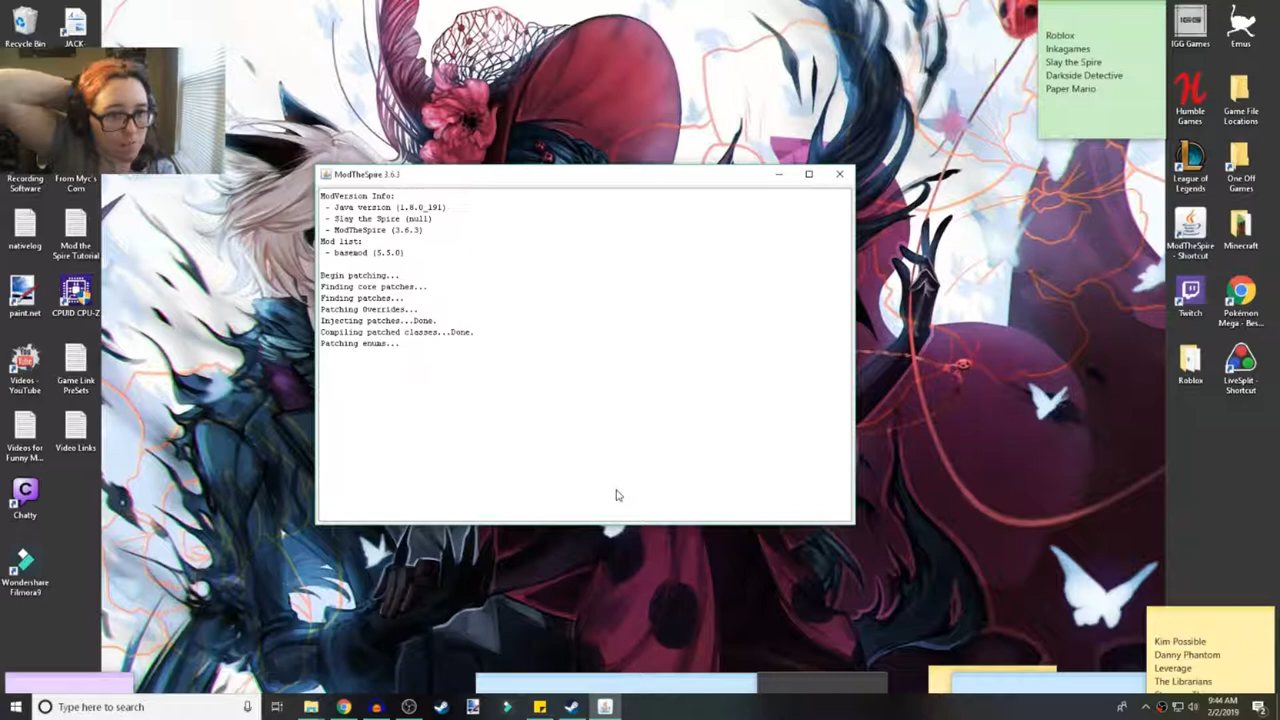 Recycle Bin
JACK-
Recording
Software
From Myc's
Com
nativelog
Mod the
Spire Tutorial
paint.net
CPUID CPU-Z
Videos -
YouTube
Game Link
PreSets
Videos for
Funny M...
Video Links
Chatty
Wondershare
Filmora9
ModTheSpire 3.6.3
ModVersion Info:
- Java version (1.8.0_191)
- Slay the Spire (null)
- ModTheSpire (3.6.3)
Mod list:
- basemod (5.5.0)
Begin patching...
Finding core patches...
Finding patches...
Patching Overrides...
Injecting patches...Done.
Compiling patched classes...Done.
Patching enums...
Roblox
Inkagames
Slay the Spire
Darkside Detective
Paper Mario
IGG
IGG Games
Emus
Humble
Games
Game File
Locations
League of
Legends
One Off
Games
ModTheSpire
- Shortcut
Minecraft
Twitch
Pokémon
Mega - Bes...
Roblox
LiveSplit -
Shortcut
Kim Possible
Danny Phantom
Leverage
The Librarians
Type here to search
9:44 AM
2/2/2019
2